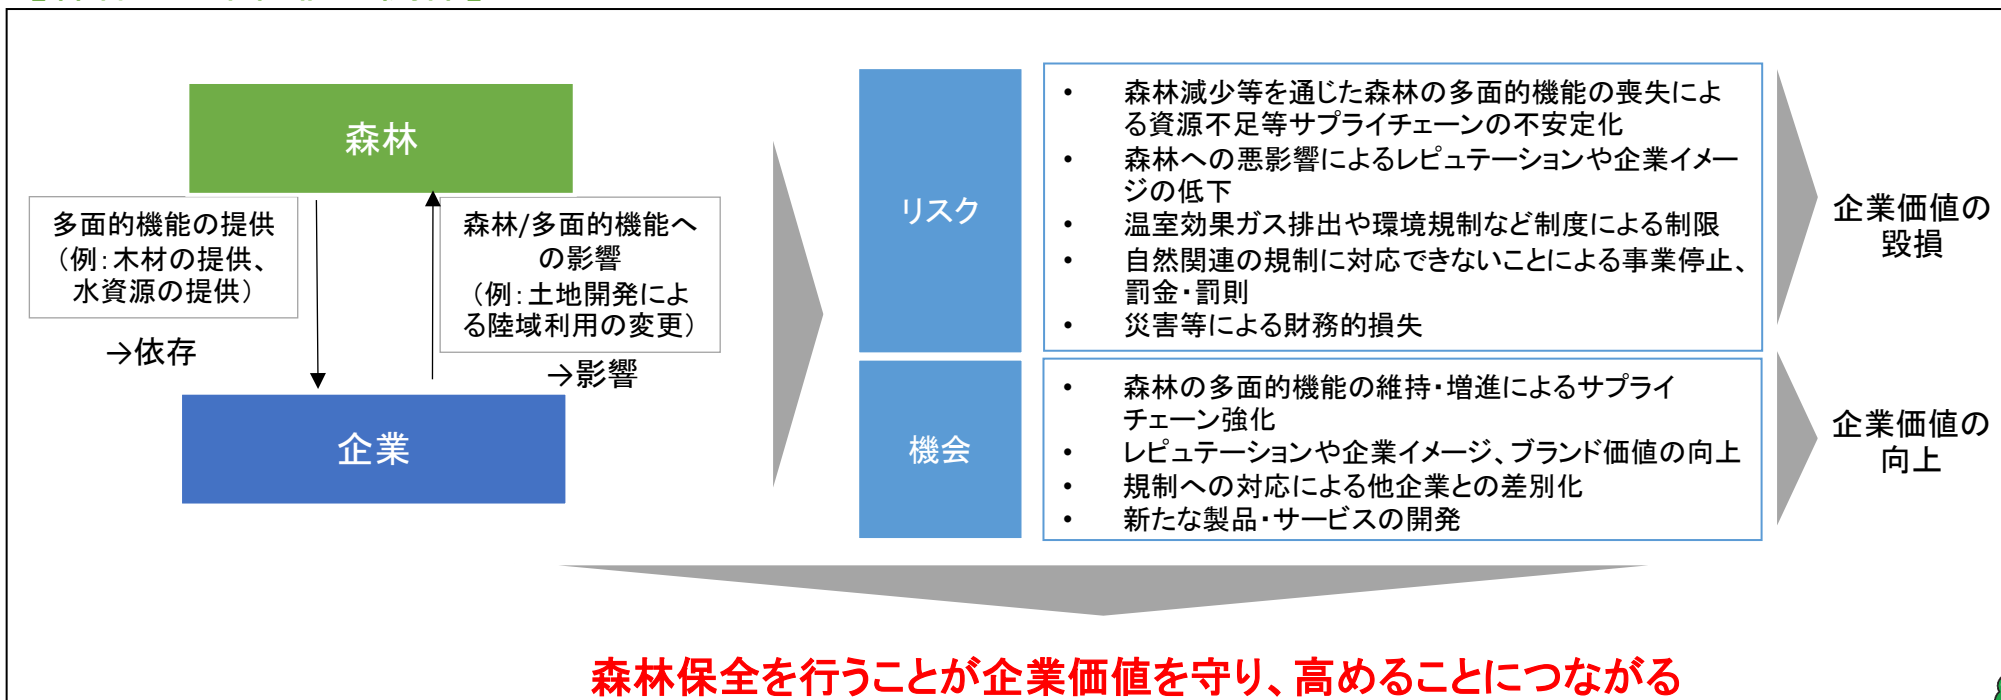 森林
多面的機能の提供
（例：木材の提供、
水資源の提供）
→依存
森林/多面的機能へ
の影響
（例：土地開発によ
る陸域利用の変更）
→影響
企業
リスク
• 森林減少等を通じた森林の多面的機能の喪失によ
る資源不足等サプライチェーンの不安定化
• 森林への悪影響によるレピュテーションや企業イメー
ジの低下
• 温室効果ガス排出や環境規制など制度による制限
• 自然関連の規制に対応できないことによる事業停止、
罰金・罰則
• 災害等による財務的損失
企業価値の
毀損
機会
• 森林の多面的機能の維持・増進によるサプライ
チェーン強化
• レピュテーションや企業イメージ、ブランド価値の向上
• 規制への対応による他企業との差別化
• 新たな製品・サービスの開発
企業価値の
向上
森林保全を行うことが企業価値を守り、高めることにつながる